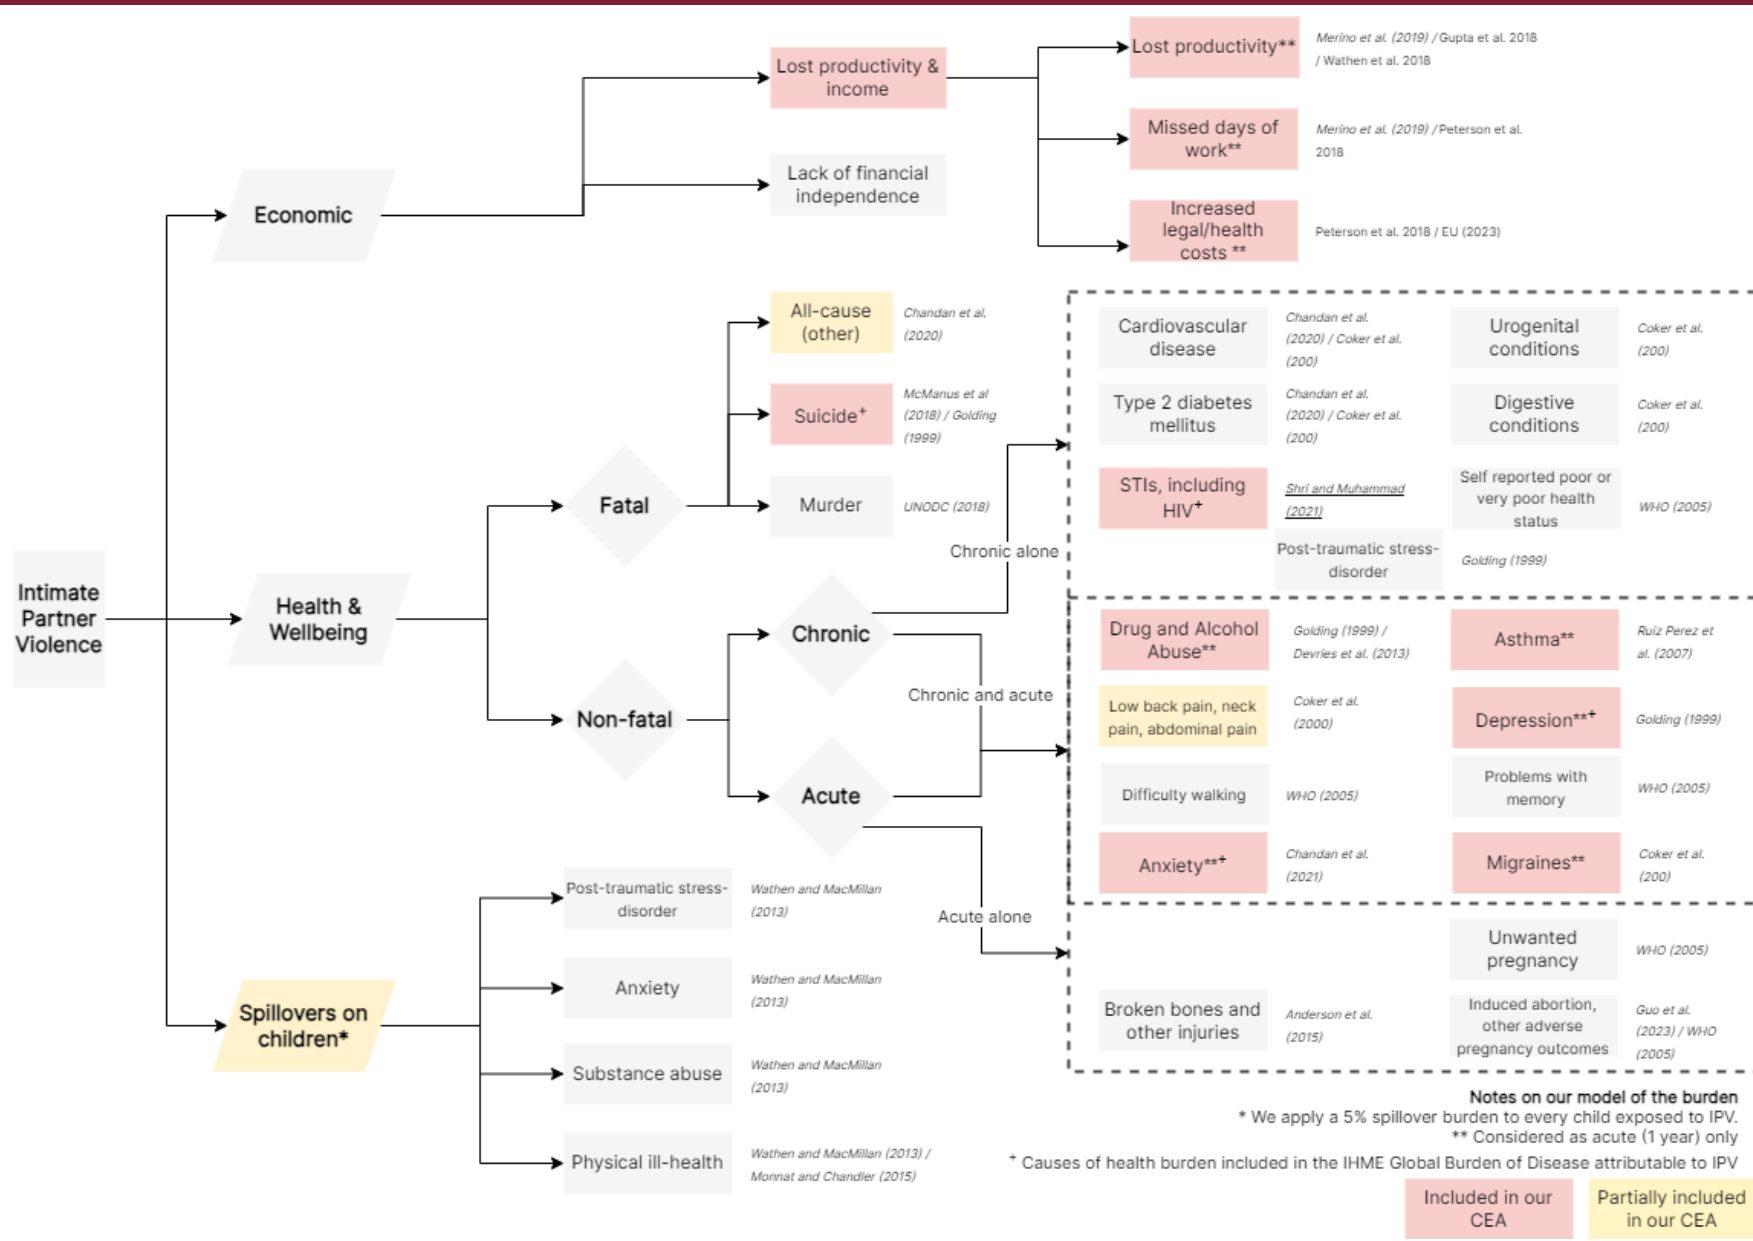 Lost productivity**
Merino et al. (2019) / Gupta et al. 2018
/ Wathen et al. 2018
Lost productivity &
income
Missed days of
work**
Merino et al. (2019) / Peterson et al.
2018
Lack of financial
independence
Economic
Increased
legal/health
costs **
Peterson et al. 2018 / EU (2023)
All-cause
(other)
Chandan et al.
(2020)
Suicide+
McManus et al
(2018) / Golding
(1999)
Fatal
Murder
UNODC (2018)
Cardiovascular
disease
Chandan et al.
(2020) / Coker et al.
(200)
Urogenital
conditions
Coker et al.
(200)
Type 2 diabetes
mellitus
Chandan et al.
(2020) / Coker et al.
(200)
Digestive
conditions
Coker et al.
(200)
STIs, including
HIV+
Shri and Muhammad
(2021)
Self reported poor or
very poor health
status
WHO (2005)
Chronic alone
Post-traumatic stress-
disorder
Golding (1999)
Intimate
Partner
Violence
Health &
Wellbeing
Chronic
Chronic and acute
Non-fatal
Acute
Drug and Alcohol
Abuse**
Golding (1999) /
Devries et al. (2013)
Asthma**
Ruiz Perez et
al. (2007)
Low back pain, neck
pain, abdominal pain
Coker et al.
(2000)
Depression**+
Golding (1999)
Difficulty walking
WHO (2005)
Problems with
memory
WHO (2005)
Anxiety**+
Chandan et al.
(2021)
Migraines**
Coker et al.
(200)
Acute alone
Unwanted
pregnancy
WHO (2005)
Broken bones and
other injuries
Anderson et al.
(2015)
Induced abortion,
other adverse
pregnancy outcomes
Guo et al.
(2023) / WHO
(2005)
Spillovers on
children*
Post-traumatic stress-
disorder
Wathen and MacMillan
(2013)
Anxiety
Wathen and MacMillan
(2013)
Substance abuse
Wathen and MacMillan
(2013)
Physical ill-health
Wathen and MacMillan (2013) /
Monnat and Chandler (2015)
Notes on our model of the burden
* We apply a 5% spillover burden to every child exposed to IPV.
** Considered as acute (1 year) only
+ Causes of health burden included in the IHME Global Burden of Disease attributable to IPV
Included in our
CEA
Partially included
in our CEA